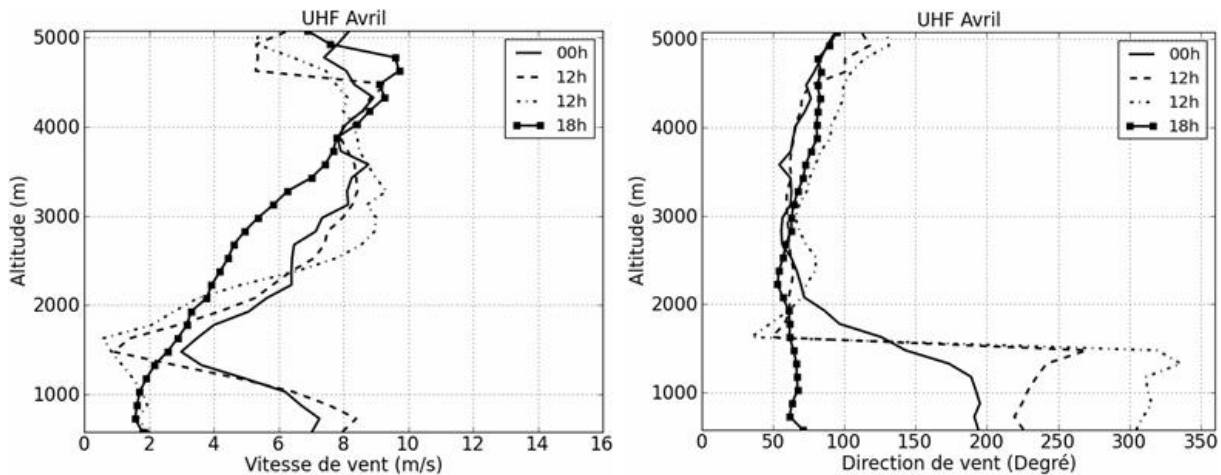 UHF Avril
5000
4000
3000
2000
1000
Altitude (m)
00h
12h
12h
18h
0 2 4 6 8 10 12 14 16
Vitesse de vent (m/s)
UHF Avril
5000
4000
3000
2000
1000
Altitude (m)
00h
12h
12h
18h
0 50 100 150 200 250 300 350
Direction de vent (Degré)